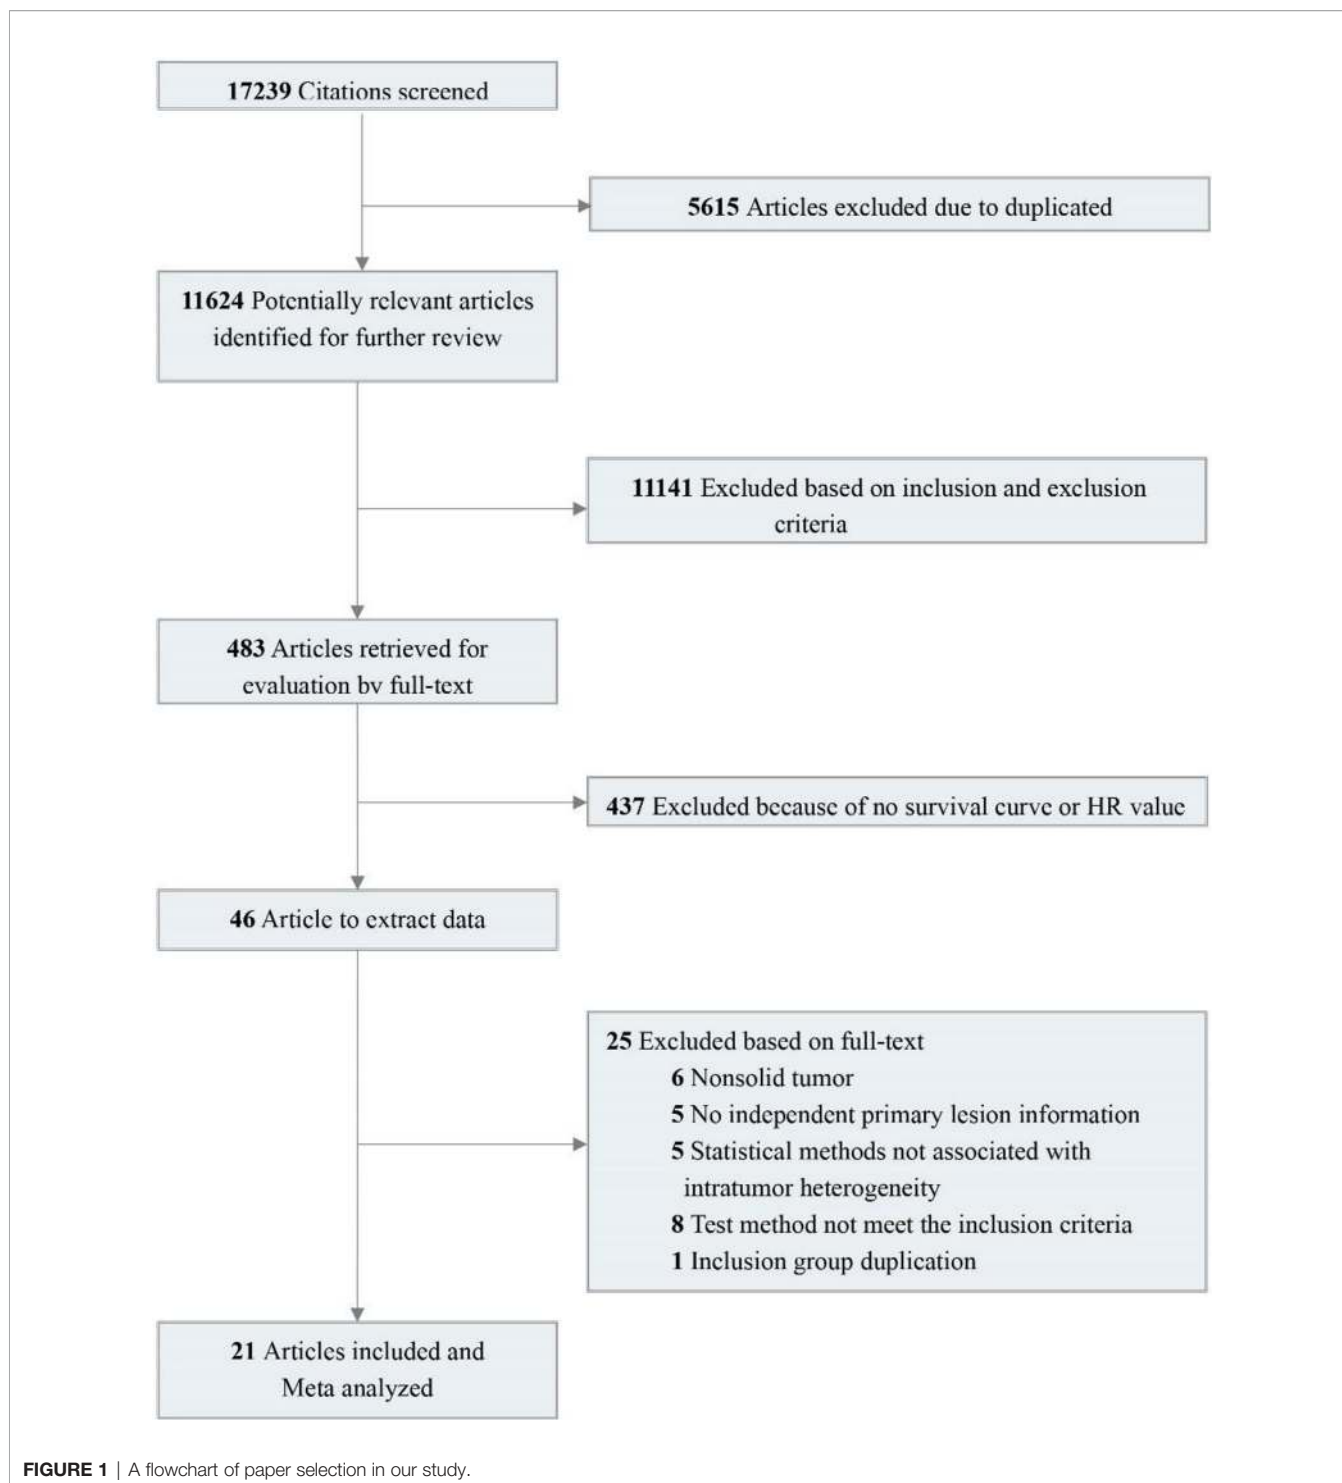 17239 Citations screened
5615 Articles excluded due to duplicated
11624 Potentially relevant articles
identified for further review
11141 Excluded based on inclusion and exclusion
criteria
483 Articles retrieved for
evaluation by full-text
437 Excluded because of no survival curve or HR value
46 Article to extract data
25 Excluded based on full-text
6 Nonsolid tumor
5 No independent primary lesion information
5 Statistical methods not associated with
intratumor heterogeneity
8 Test method not meet the inclusion criteria
1 Inclusion group duplication
21 Articles included and
Meta analyzed
FIGURE 1 | A flowchart of paper selection in our study.